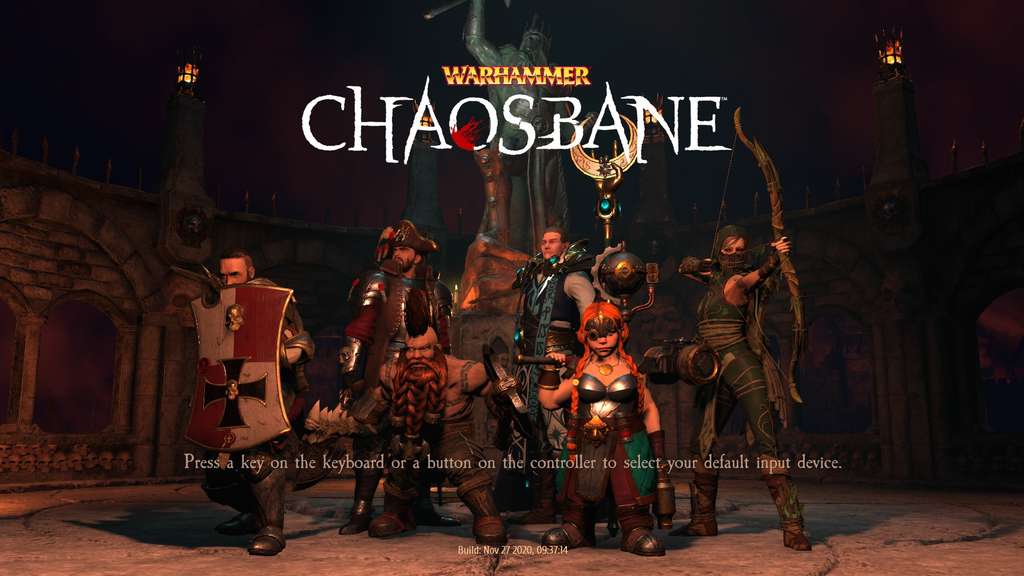 WARHAMMER
CHAOSBANE™
Press a key on the keyboard or a button on the controller to select your default input device.
Build: Nov 27 2020, 09:37:14